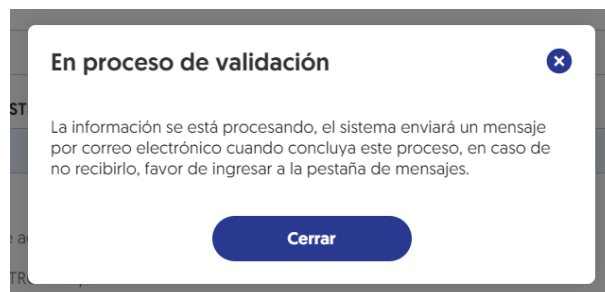 En proceso de validación
La información se está procesando, el sistema enviará un mensaje
por correo electrónico cuando concluya este proceso, en caso de
no recibirlo, favor de ingresar a la pestaña de mensajes.
Cerrar